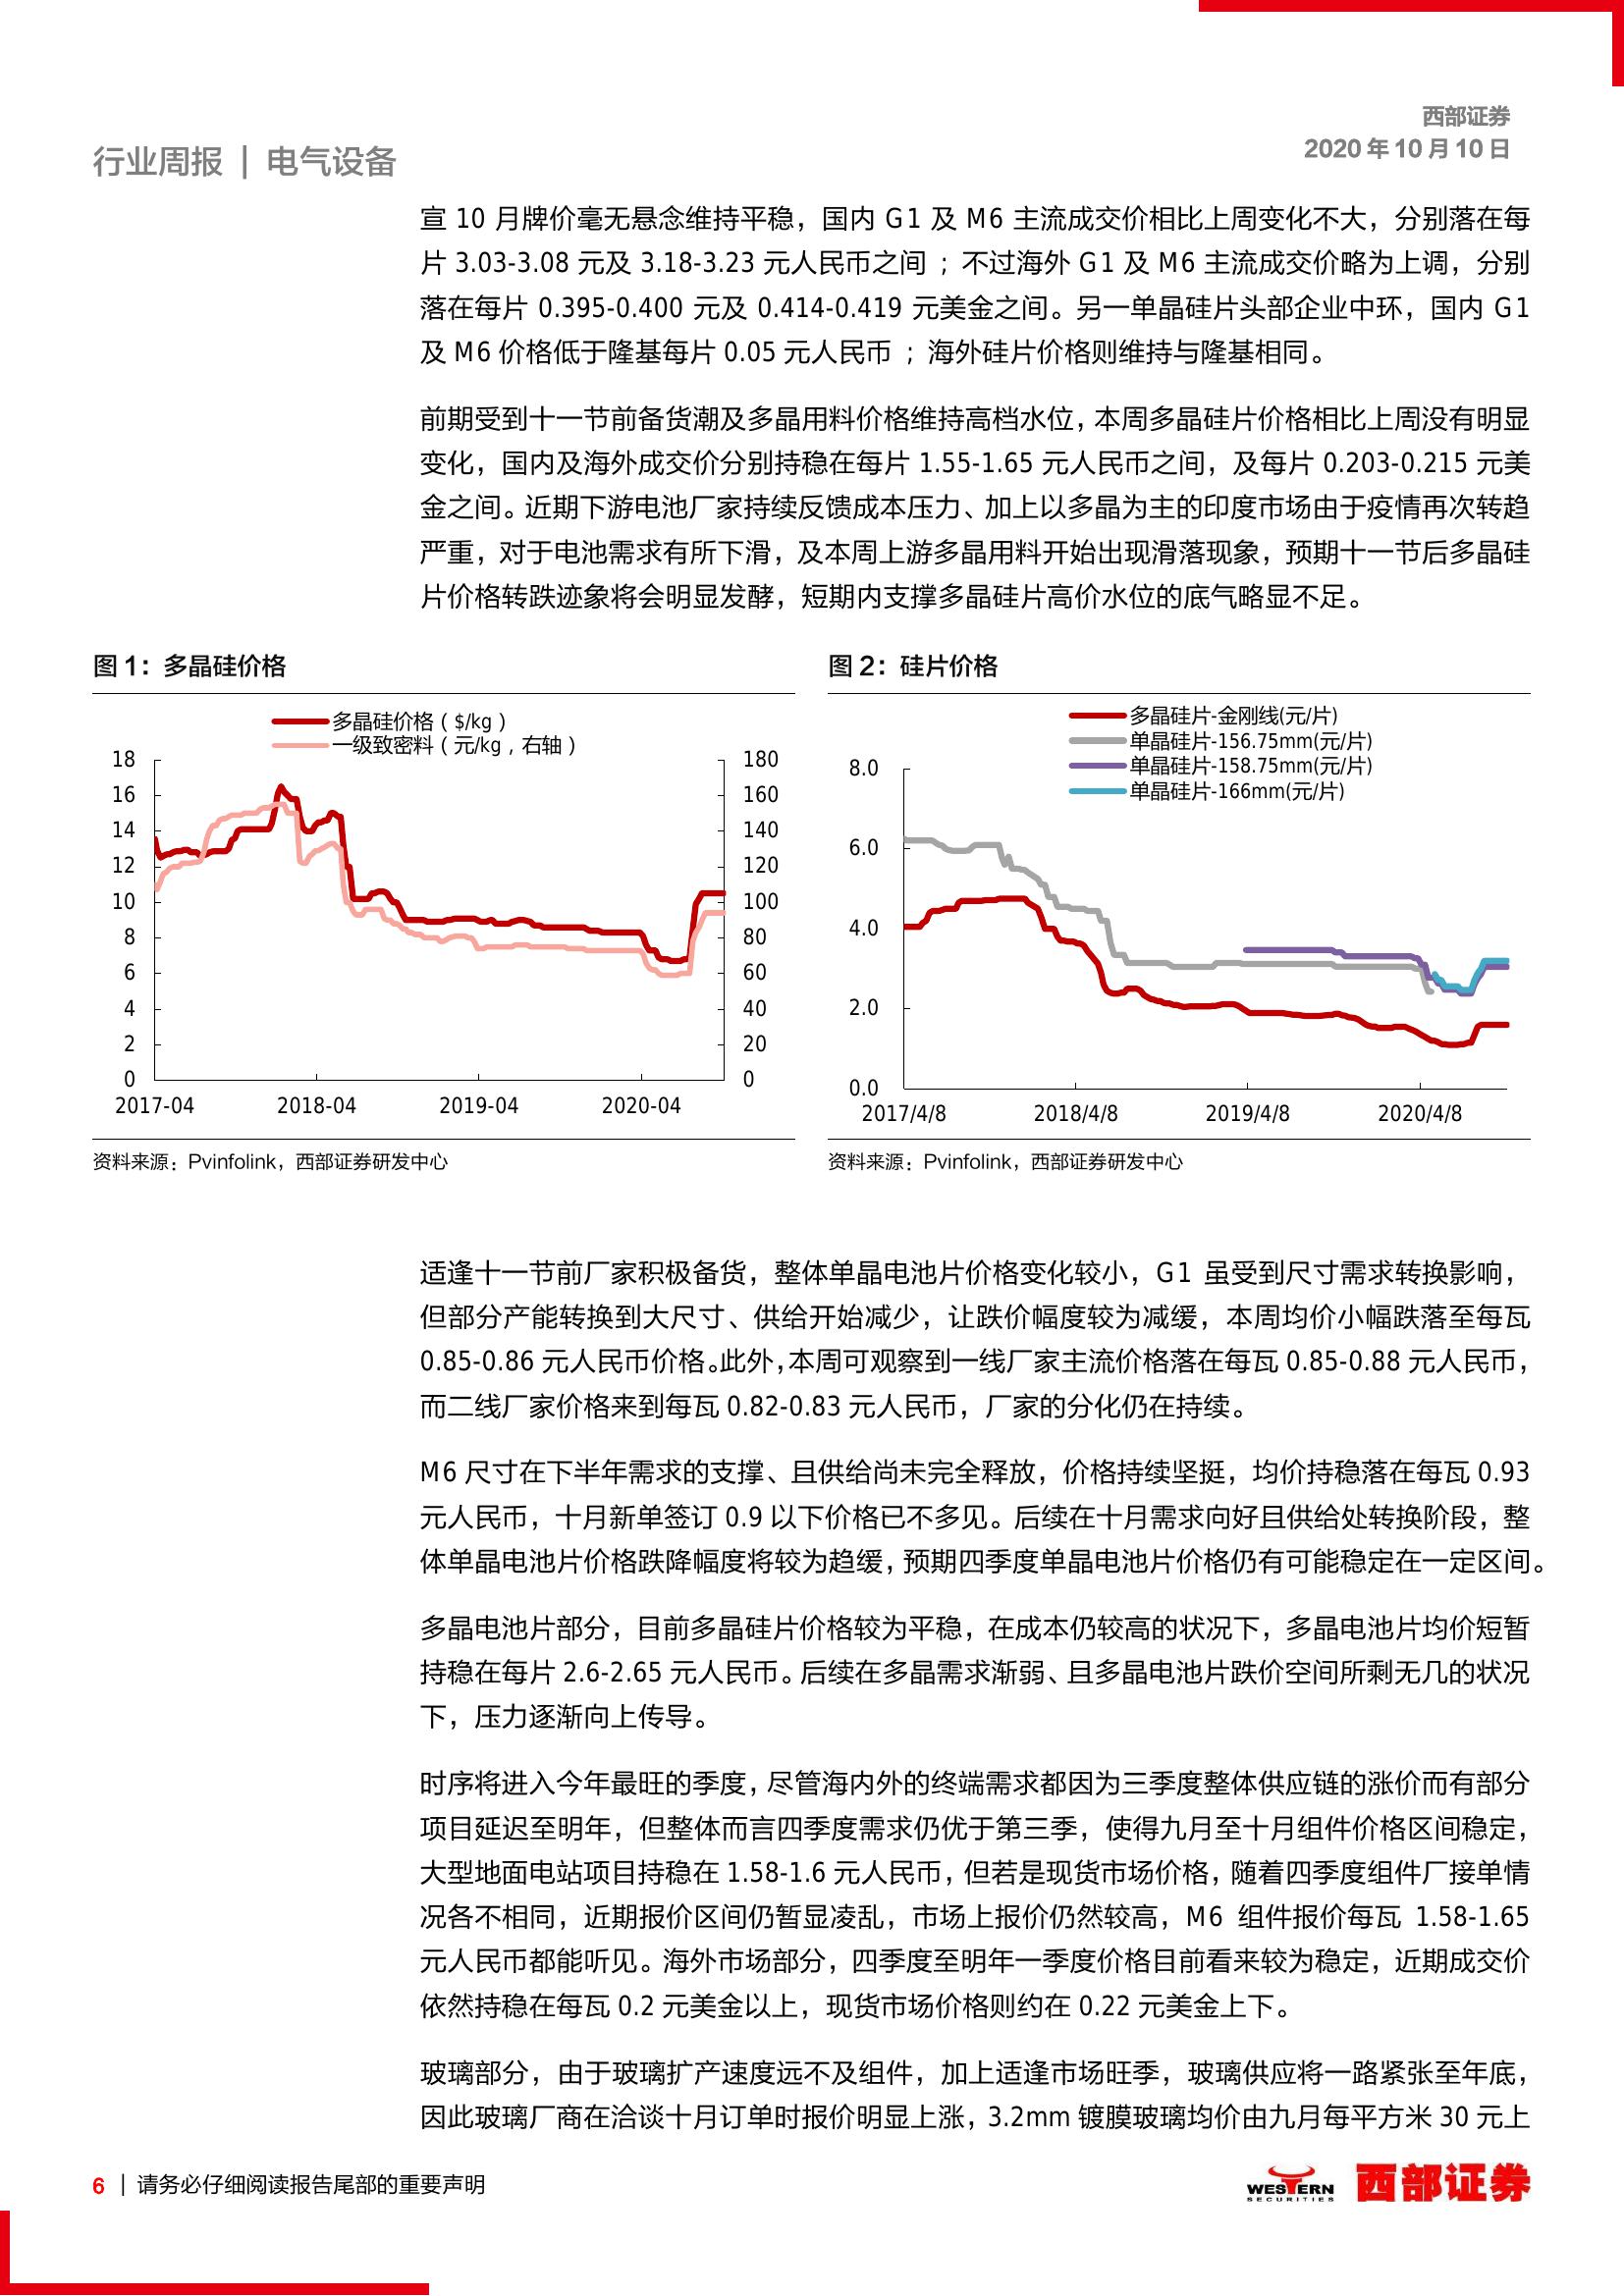 西部证券
2020 年 10 月 10 日
行业周报 | 电气设备
宣 10 月牌价毫无悬念维持平稳，国内 G1 及 M6 主流成交价相比上周变化不大，分别落在每
片 3.03-3.08 元及 3.18-3.23 元人民币之间 ；不过海外 G1 及 M6 主流成交价略为上调，分别
落在每片 0.395-0.400 元及 0.414-0.419 元美金之间。另一单晶硅片头部企业中环，国内 G1
及 M6 价格低于隆基每片 0.05 元人民币 ；海外硅片价格则维持与隆基相同。
前期受到十一节前备货潮及多晶用料价格维持高档水位，本周多晶硅片价格相比上周没有明显
变化，国内及海外成交价分别持稳在每片 1.55-1.65 元人民币之间，及每片 0.203-0.215 元美
金之间。近期下游电池厂家持续反馈成本压力、加上以多晶为主的印度市场由于疫情再次转趋
严重，对于电池需求有所下滑，及本周上游多晶用料开始出现滑落现象，预期十一节后多晶硅
片价格转跌迹象将会明显发酵，短期内支撑多晶硅片高价水位的底气略显不足。
图 1：多晶硅价格
多晶硅价格（$/kg）
一级致密料（元/kg，右轴）
18
16
14
12
10
8
6
4
2
0
180
160
140
120
100
80
60
40
20
0
2017-04 2018-04 2019-04 2020-04
资料来源：Pvinfolink，西部证券研发中心
图 2：硅片价格
多晶硅片-金刚线(元/片)
单晶硅片-156.75mm(元/片)
单晶硅片-158.75mm(元/片)
单晶硅片-166mm(元/片)
8.0
6.0
4.0
2.0
0.0
2017/4/8 2018/4/8 2019/4/8 2020/4/8
资料来源：Pvinfolink，西部证券研发中心
适逢十一节前厂家积极备货，整体单晶电池片价格变化较小，G1 虽受到尺寸需求转换影响，
但部分产能转换到大尺寸、供给开始减少，让跌价幅度较为减缓，本周均价小幅跌落至每瓦
0.85-0.86 元人民币价格。此外，本周可观察到一线厂家主流价格落在每瓦 0.85-0.88 元人民币，
而二线厂家价格来到每瓦 0.82-0.83 元人民币，厂家的分化仍在持续。
M6 尺寸在下半年需求的支撑、且供给尚未完全释放，价格持续坚挺，均价持稳落在每瓦 0.93
元人民币，十月新单签订 0.9 以下价格已不多见。后续在十月需求向好且供给处转换阶段，整
体单晶电池片价格跌降幅度将较为趋缓，预期四季度单晶电池片价格仍有可能稳定在一定区间。
多晶电池片部分，目前多晶硅片价格较为平稳，在成本仍较高的状况下，多晶电池片均价短暂
持稳在每片 2.6-2.65 元人民币。后续在多晶需求渐弱、且多晶电池片跌价空间所剩无几的状况
下，压力逐渐向上传导。
时序将进入今年最旺的季度，尽管海内外的终端需求都因为三季度整体供应链的涨价而有部分
项目延迟至明年，但整体而言四季度需求仍优于第三季，使得九月至十月组件价格区间稳定，
大型地面电站项目持稳在 1.58-1.6 元人民币，但若是现货市场价格，随着四季度组件厂接单情
况各不相同，近期报价区间仍暂显凌乱，市场上报价仍然较高，M6 组件报价每瓦 1.58-1.65
元人民币都能听见。海外市场部分，四季度至明年一季度价格目前看来较为稳定，近期成交价
依然持稳在每瓦 0.2 元美金以上，现货市场价格则约在 0.22 元美金上下。
玻璃部分，由于玻璃扩产速度远不及组件，加上适逢市场旺季，玻璃供应将一路紧张至年底，
因此玻璃厂商在洽谈十月订单时报价明显上涨，3.2mm 镀膜玻璃均价由九月每平方米 30 元上
6 | 请务必仔细阅读报告尾部的重要声明
WESTERN
SECURITIES
西部证券